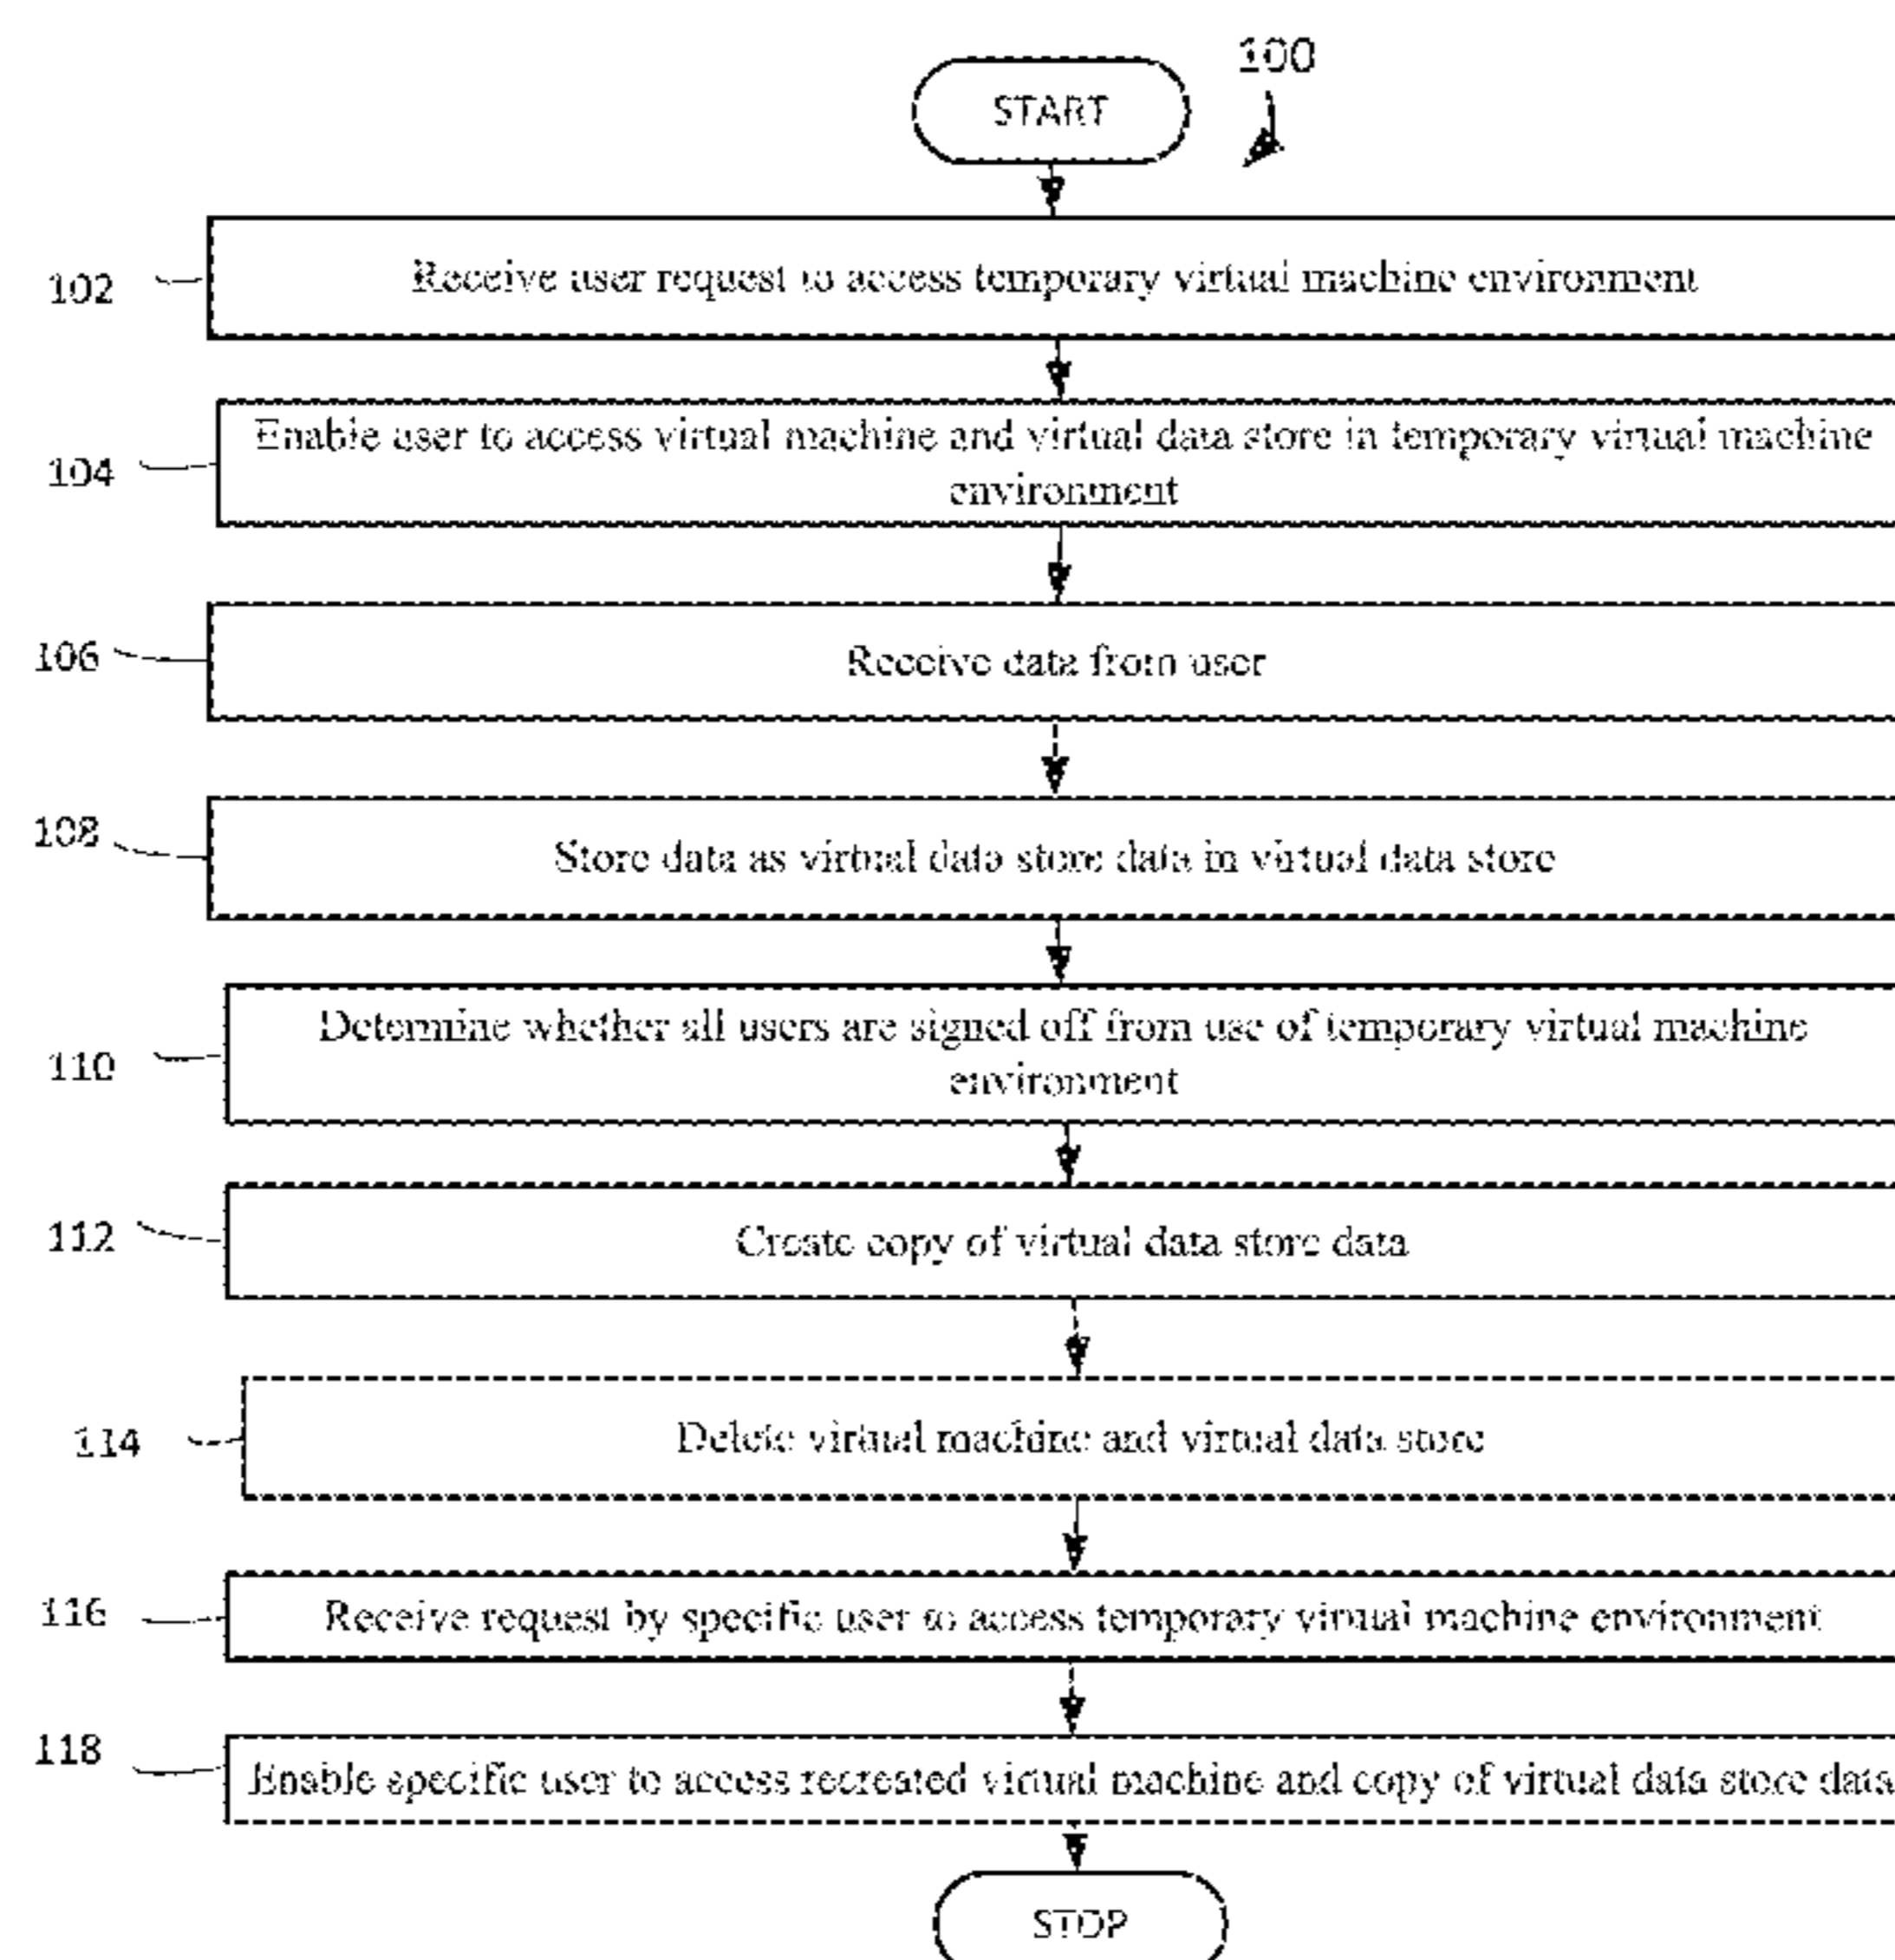 100
START
102
Receive user request to access temporary virtual machine environment
104
Enable user to access virtual machine and virtual data store in temporary virtual machine
environment
106
Receive data from user
108
Store data as virtual data store data in virtual data store
110
Determine whether all users are signed off from use of temporary virtual machine
environment
112
Create copy of virtual data store data
114
Delete virtual machine and virtual data store
116
Receive request by specific user to access temporary virtual machine environment
118
Enable specific user to access recreated virtual machine and copy of virtual data store data
STOP